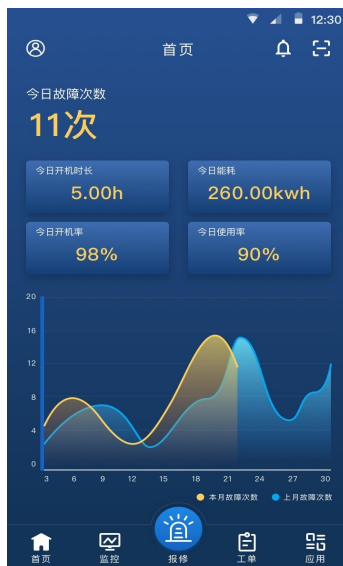 12:30
首页
今日故障次数
11次
今日开机时长
5.00h
今日能耗
260.00kwh
今日开机率
98%
今日使用率
90%
20
16
12
8
4
0
3 6 9 12 15 18 21 24 27 30
本月故障次数 上月故障次数
首页 监控 报修 工单 应用